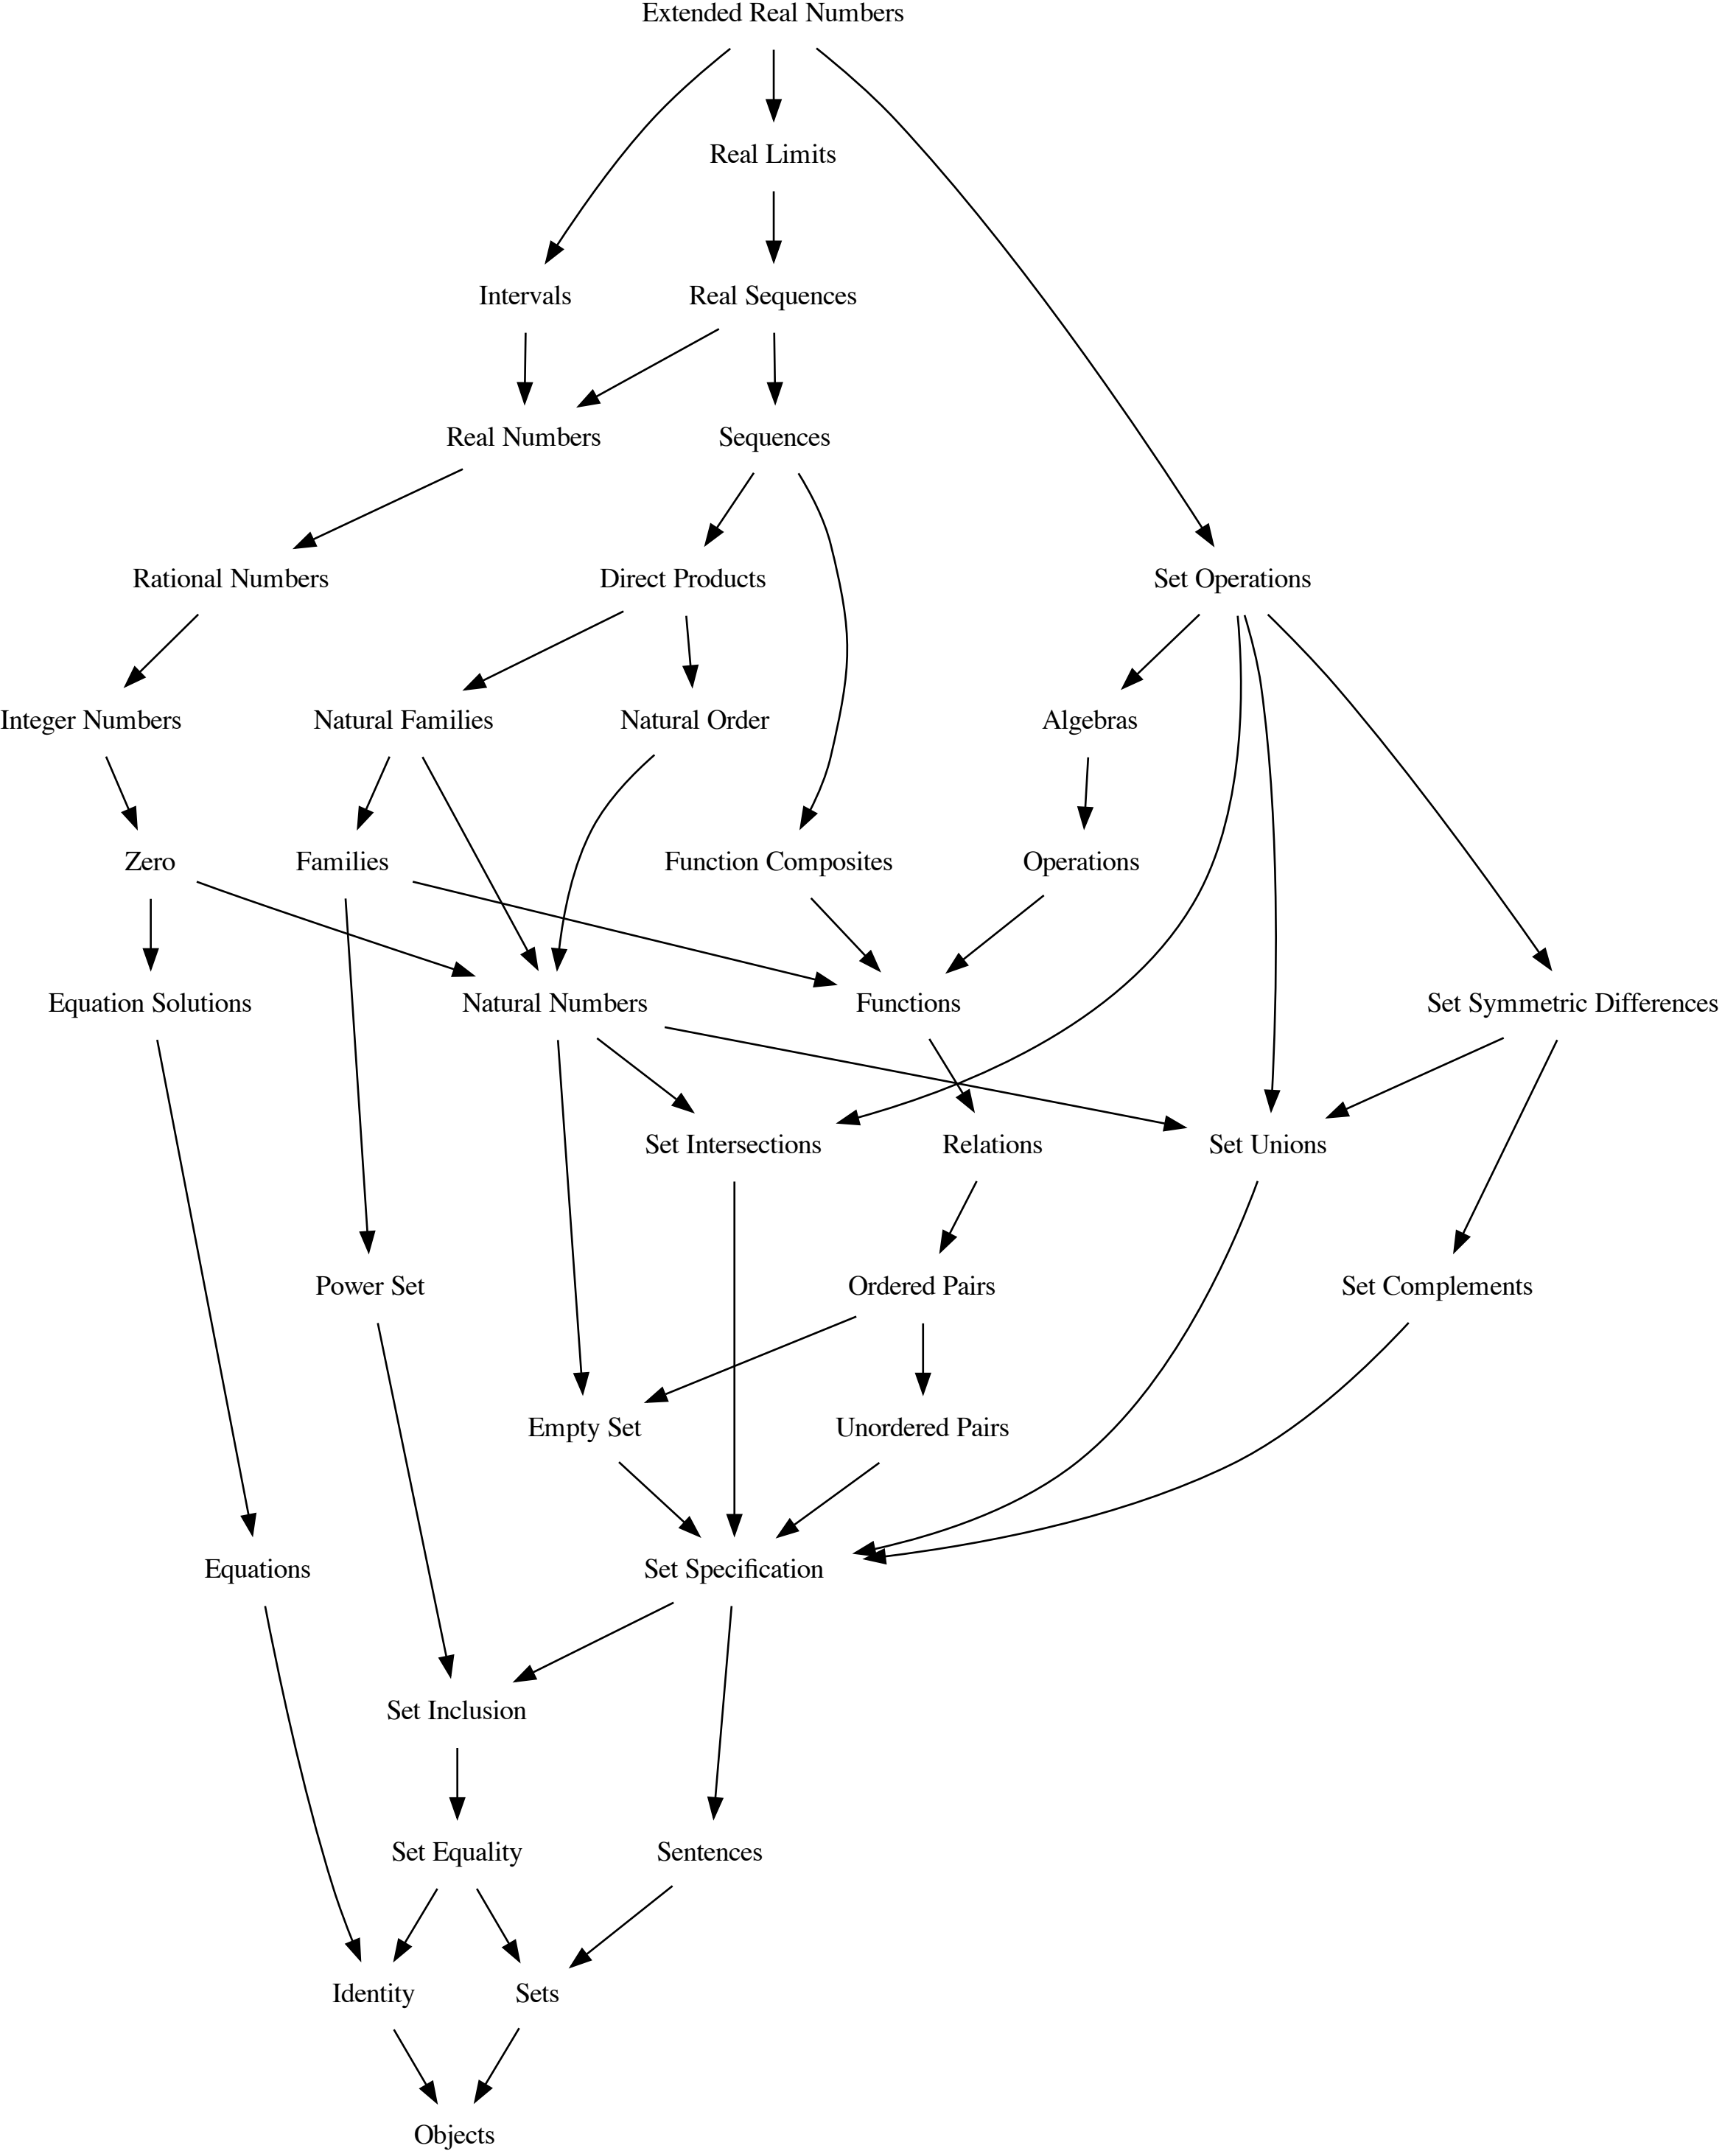 Extended Real Numbers
Real Limits
Intervals
Real Sequences
Real Numbers
Sequences
Rational Numbers
Direct Products
Set Operations
Integer Numbers
Natural Families
Natural Order
Algebras
Zero
Families
Function Composites
Operations
Equation Solutions
Natural Numbers
Functions
Set Symmetric Differences
Set Intersections
Relations
Set Unions
Power Set
Ordered Pairs
Set Complements
Empty Set
Unordered Pairs
Equations
Set Specification
Set Inclusion
Set Equality
Sentences
Identity
Sets
Objects